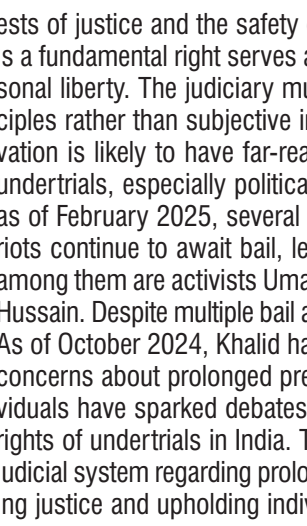 ests of justice and the safety
s a fundamental right serves a
sonal liberty. The judiciary mu
ciples rather than subjective i
vation is likely to have far-rea
undertrials, especially politica
as of February 2025, several
riots continue to await bail, le
among them are activists Uma
Hussain. Despite multiple bail a
As of October 2024, Khalid ha
concerns about prolonged pre
viduals have sparked debates
rights of undertrials in India. T
udicial system regarding prolo
ing justice and upholding indiv